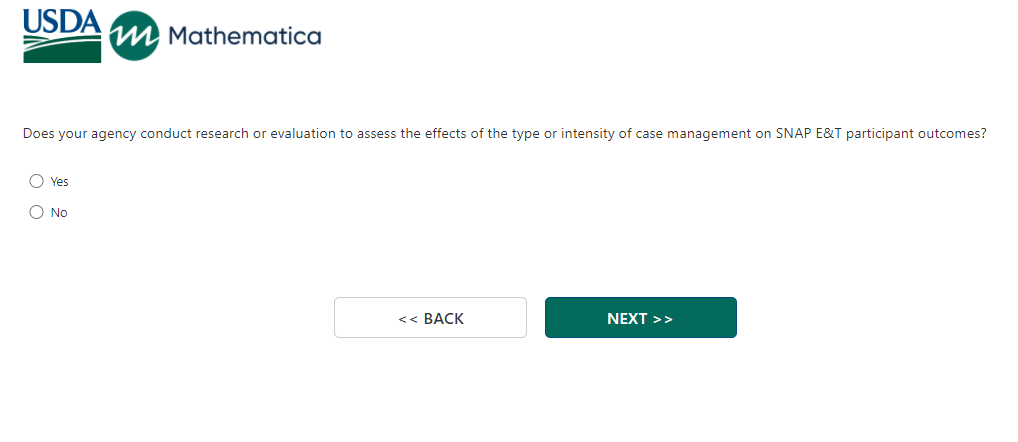 USDA
m Mathematica
Does your agency conduct research or evaluation to assess the effects of the type or intensity of case management on SNAP E&T participant outcomes?
Yes
No
<< BACK
NEXT >>